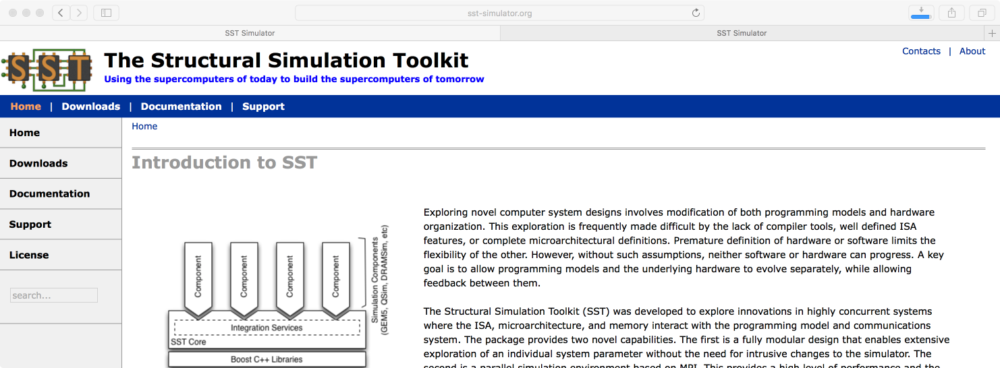 sst-simulator.org
SST Simulator
SST Simulator
SST
The Structural Simulation Toolkit
Using the supercomputers of today to build the supercomputers of tomorrow
Contacts | About
Home | Downloads | Documentation | Support
Home
Downloads
Documentation
Support
License
search...
Home
Introduction to SST
Component
Component
Component
Component
Simulation Components
(GEM5, QSim, DRAMSim, etc)
Integration Services
SST Core
Boost C++ Libraries
Exploring novel computer system designs involves modification of both programming models and hardware
organization. This exploration is frequently made difficult by the lack of compiler tools, well defined ISA
features, or complete microarchitectural definitions. Premature definition of hardware or software limits the
flexibility of the other. However, without such assumptions, neither software or hardware can progress. A key
goal is to allow programming models and the underlying hardware to evolve separately, while allowing
feedback between them.
The Structural Simulation Toolkit (SST) was developed to explore innovations in highly concurrent systems
where the ISA, microarchitecture, and memory interact with the programming model and communications
system. The package provides two novel capabilities. The first is a fully modular design that enables extensive
exploration of an individual system parameter without the need for intrusive changes to the simulator. The
second is a parallel simulation environment based on MPI. This provides a high level of performance and the